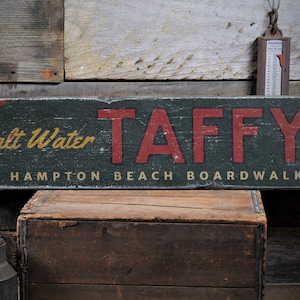 alt Water TAFFY
HAMPTON BEACH BOARDWALK